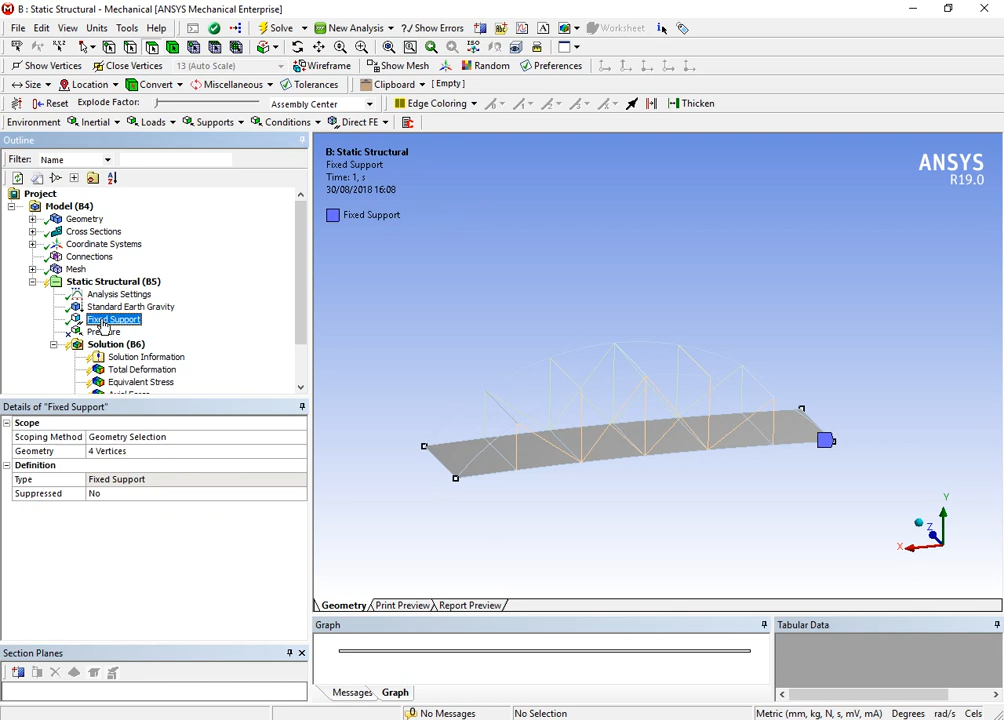 B : Static Structural - Mechanical [ANSYS Mechanical Enterprise]
File Edit View Units Tools Help Solve New Analysis ?/ Show Errors Worksheet
Show Vertices Close Vertices 13 (Auto Scale) Wireframe Show Mesh Random Preferences
Size Location Convert Miscellaneous Tolerances Clipboard [ Empty ]
Reset Explode Factor: Assembly Center Edge Coloring Thicken
Environment Inertial Loads Supports Conditions Direct FE
Outline
Filter: Name
Project
Model (B4)
Geometry
Cross Sections
Coordinate Systems
Connections
Mesh
Static Structural (B5)
Analysis Settings
Standard Earth Gravity
Fixed Support
Pressure
Solution (B6)
Solution Information
Total Deformation
Equivalent Stress
Details of "Fixed Support"
Scope
Scoping Method Geometry Selection
Geometry 4 Vertices
Definition
Type Fixed Support
Suppressed No
Section Planes
B: Static Structural
Fixed Support
Time: 1, s
30/08/2018 16:08
Fixed Support
ANSYS
R19.0
Y
Z
X
Geometry Print Preview Report Preview
Graph
Tabular Data
Messages Graph
No Messages No Selection Metric (mm, kg, N, s, mV, mA) Degrees rad/s Cels